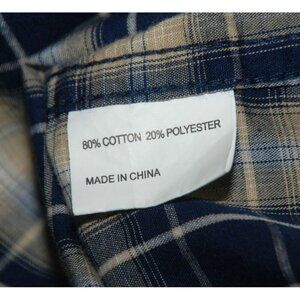 80% COTTON 20% POLYESTER
MADE IN CHINA